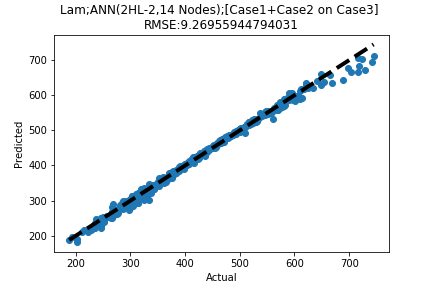 Lam;ANN(2HL-2,14 Nodes);[Case1+Case2 on Case3]
RMSE:9.26955944794031
700
600
500
400
300
200
Predicted
200 300 400 500 600 700
Actual